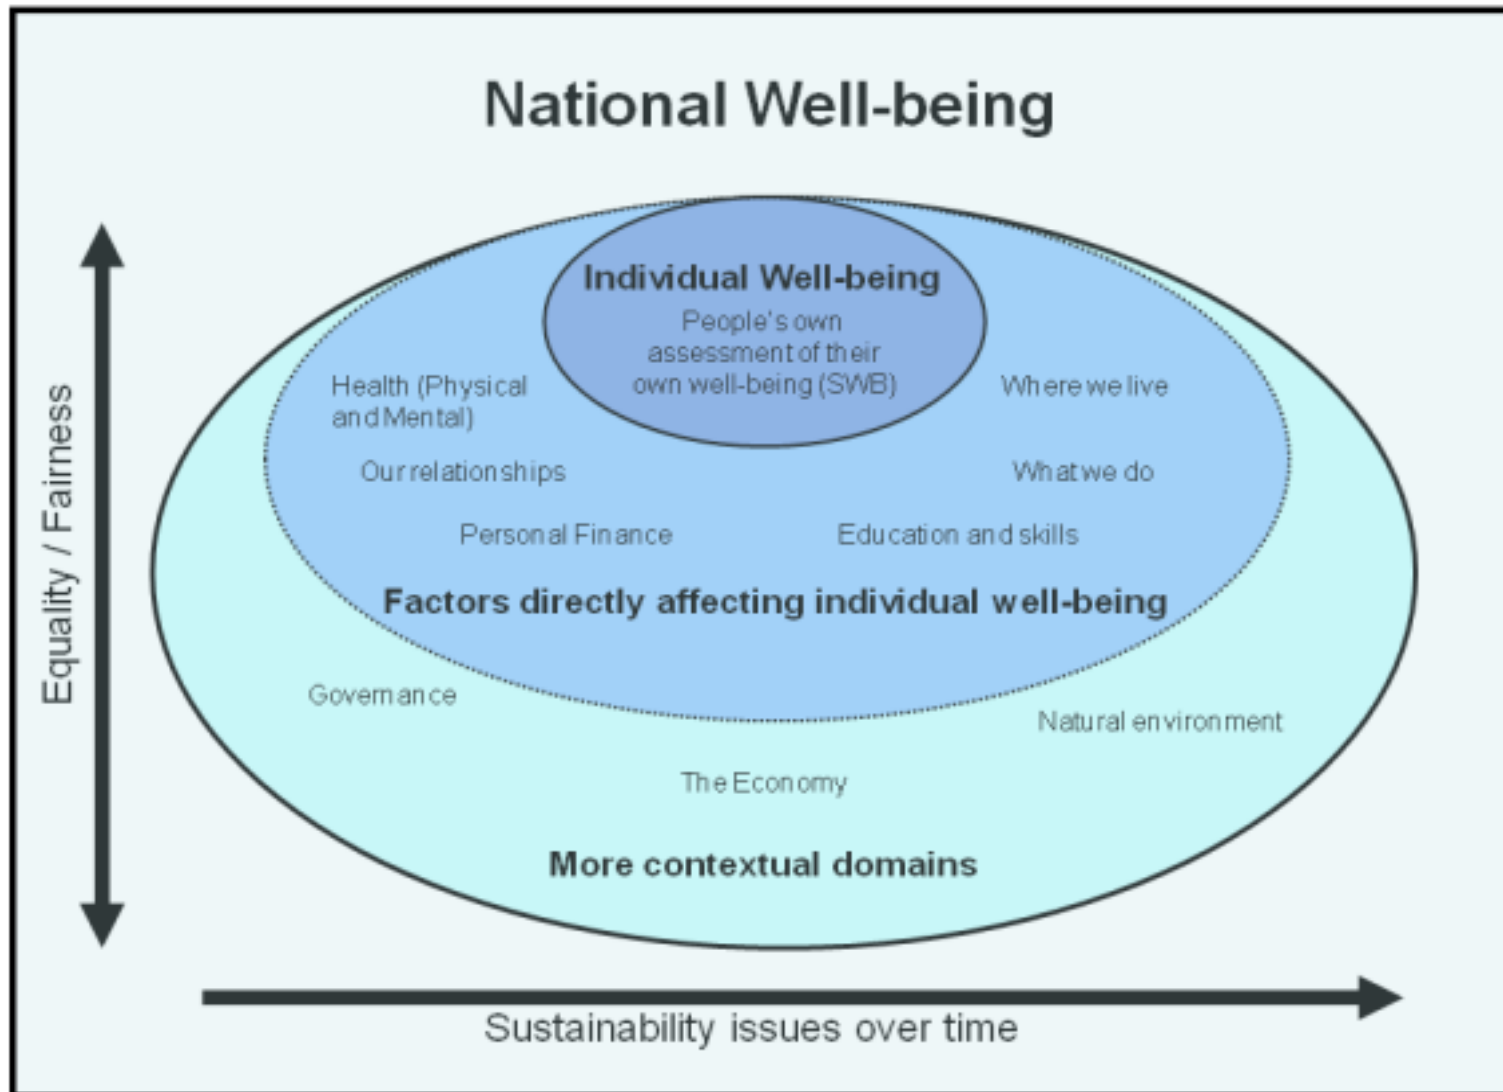 National Well-being
Individual Well-being
People's own
assessment of their
own well-being (SWB)
Health (Physical
and Mental)
Where we live
Our relationships
What we do
Personal Finance
Education and skills
Factors directly affecting individual well-being
Governance
Natural environment
The Economy
More contextual domains
Equality / Fairness
Sustainability issues over time